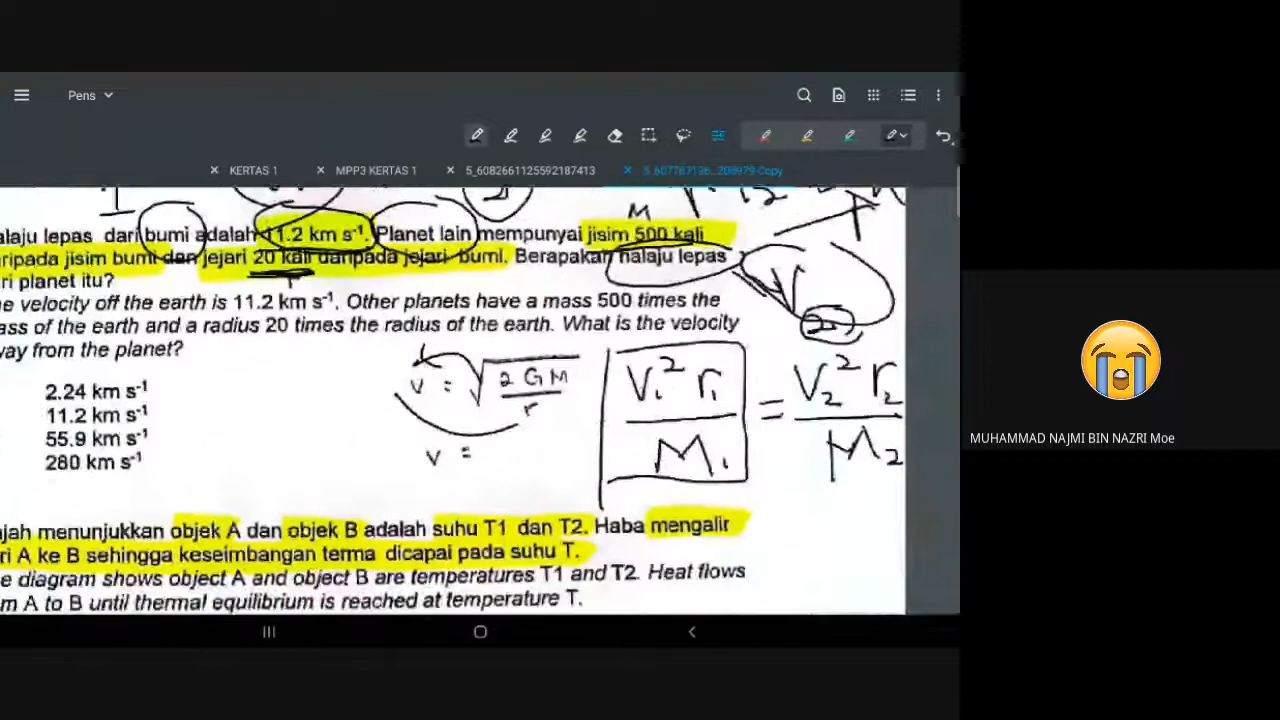 Pens
KERTAS 1
MPP3 KERTAS 1
5_6082661125592187413
alaju lepas dari bumi adalah 11.2 km s⁻¹. Planet lain mempunyai jisim 500 kali
aripada jisim bumi dan jejari 20 kali daripada jejari bumi. Berapakah halaju lepas
ri planet itu?
e velocity off the earth is 11.2 km s⁻¹. Other planets have a mass 500 times the
ass of the earth and a radius 20 times the radius of the earth. What is the velocity
way from the planet?
2.24 km s⁻¹
11.2 km s⁻¹
55.9 km s⁻¹
280 km s⁻¹
M
V
2
v = √(2GM/r)
v =
V₁² r₁ / M₁ = V₂² r₂ / M₂
MUHAMMAD NAJMI BIN NAZRI Moe
ajah menunjukkan objek A dan objek B adalah suhu T1 dan T2. Haba mengalir
ri A ke B sehingga keseimbangan terma dicapai pada suhu T.
e diagram shows object A and object B are temperatures T1 and T2. Heat flows
m A to B until thermal equilibrium is reached at temperature T.